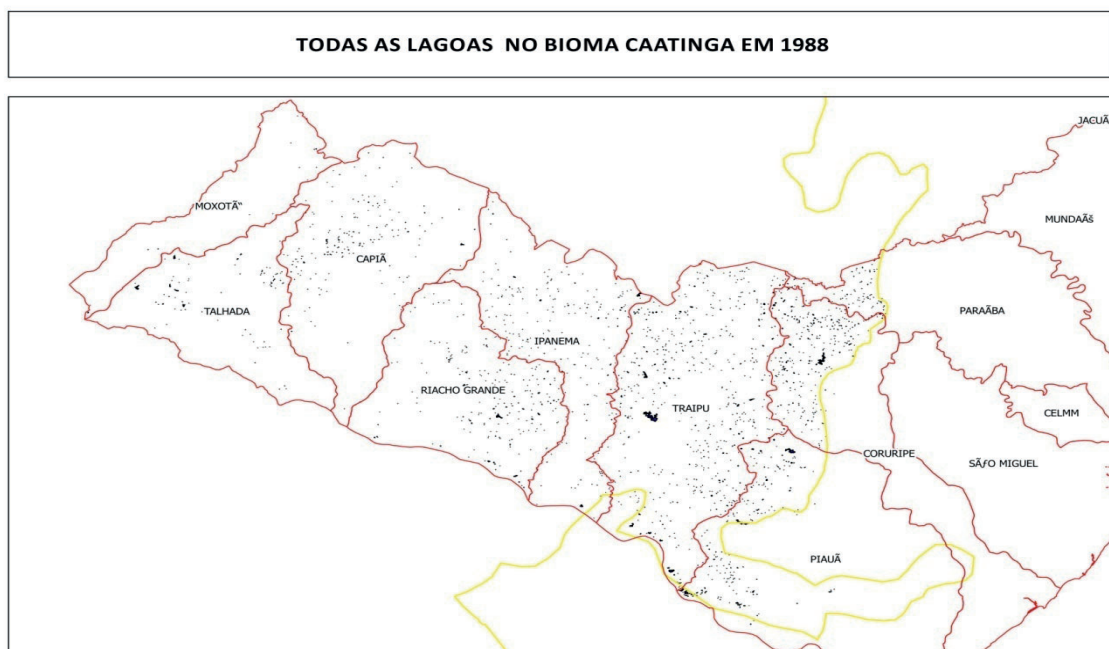 TODAS AS LAGOAS NO BIOMA CAATINGA EM 1988
JACUÃ
MOXOTÃ“
MUNDAÃš
CAPIÃ
TALHADA
PARAÃBA
IPANEMA
RIACHO GRANDE
TRAIPU
CELMM
CORURIPE
SÃƒO MIGUEL
PIAUÃ